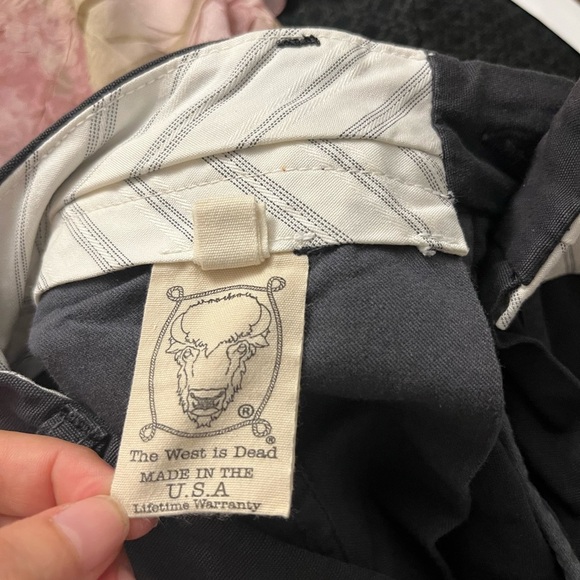 ®
®
The West is Dead
MADE IN THE
U.S.A
Lifetime Warranty